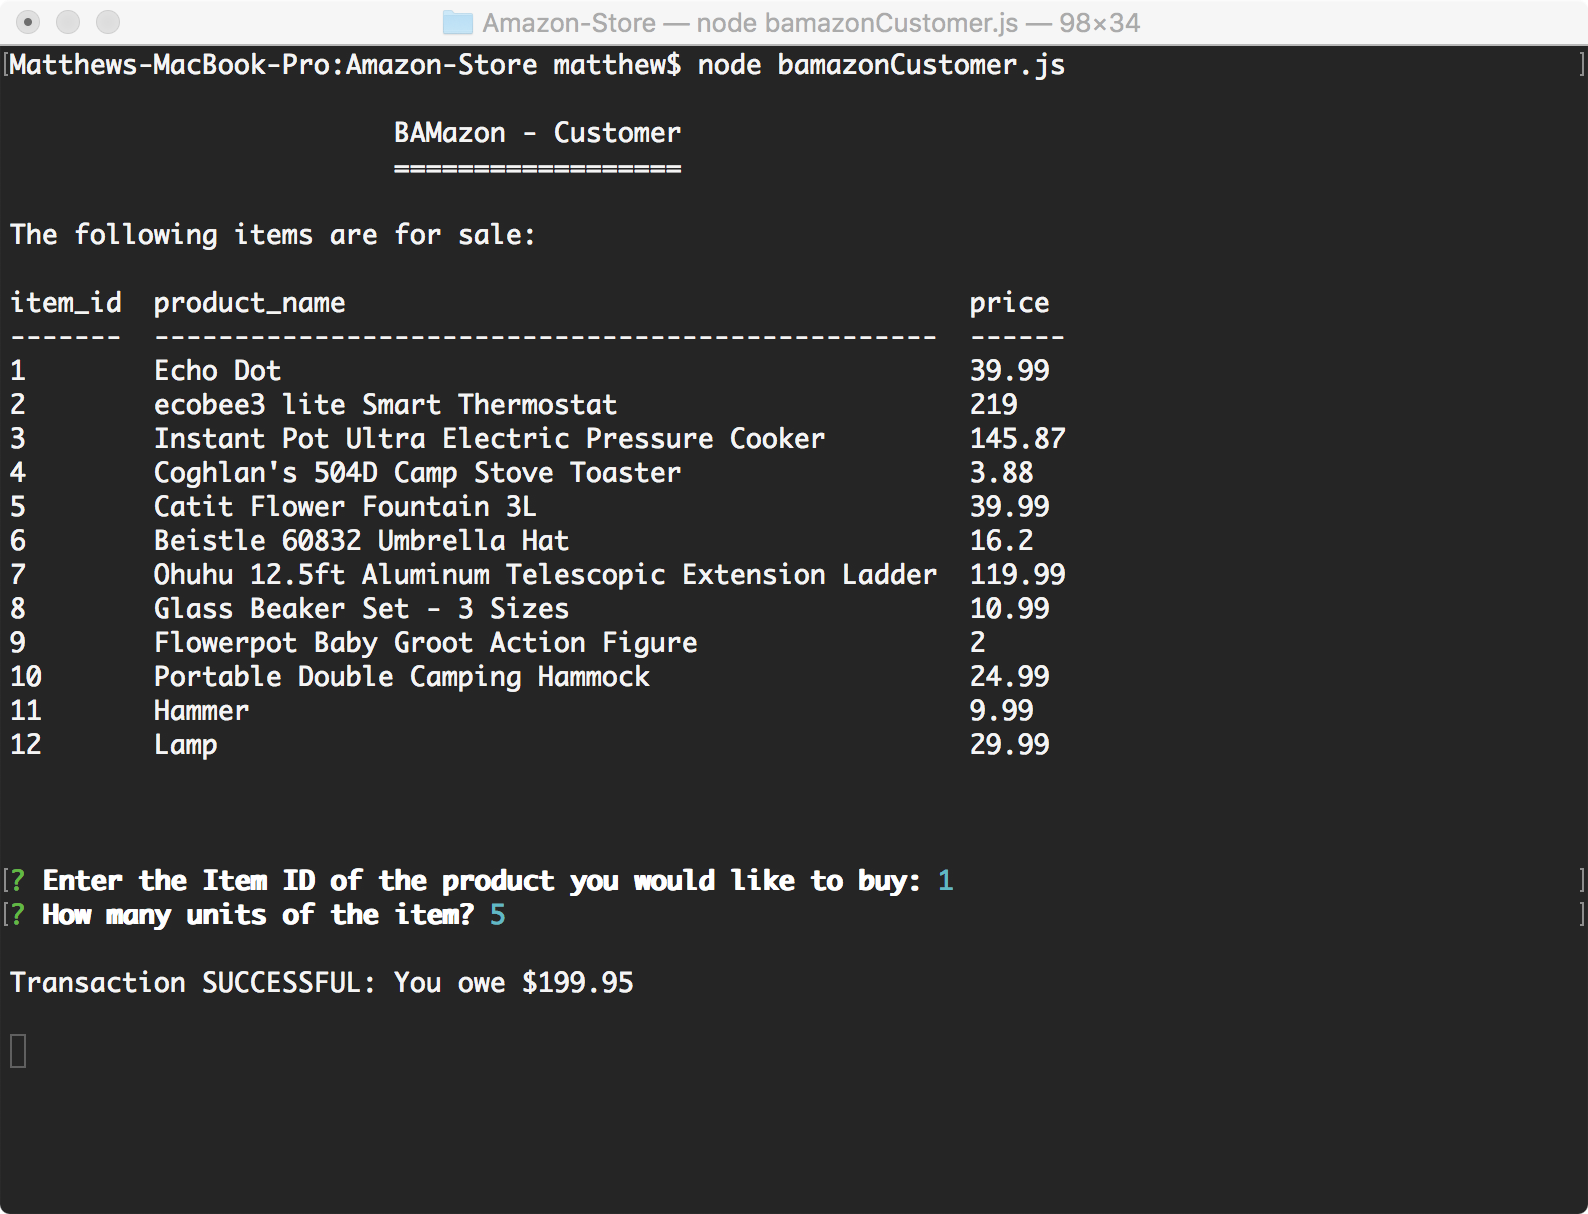 Amazon-Store — node bamazonCustomer.js — 98×34
[Matthews-MacBook-Pro:Amazon-Store matthew$ node bamazonCustomer.js ]
BAMazon - Customer
==================
The following items are for sale:
item_id  product_name                                       price
-------  -------------------------------------------------  ------
1        Echo Dot                                           39.99
2        ecobee3 lite Smart Thermostat                      219
3        Instant Pot Ultra Electric Pressure Cooker         145.87
4        Coghlan's 504D Camp Stove Toaster                  3.88
5        Catit Flower Fountain 3L                           39.99
6        Beistle 60832 Umbrella Hat                         16.2
7        Ohuhu 12.5ft Aluminum Telescopic Extension Ladder  119.99
8        Glass Beaker Set - 3 Sizes                         10.99
9        Flowerpot Baby Groot Action Figure                 2
10       Portable Double Camping Hammock                    24.99
11       Hammer                                             9.99
12       Lamp                                               29.99
[? Enter the Item ID of the product you would like to buy: 1 ]
[? How many units of the item? 5 ]
Transaction SUCCESSFUL: You owe $199.95